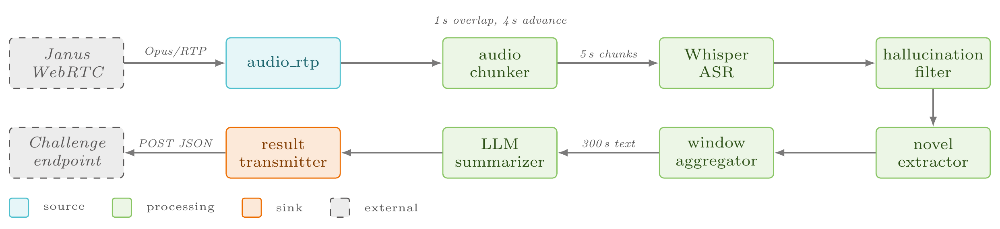 1 s overlap, 4 s advance
Janus
WebRTC
Opus/RTP
audio_rtp
audio
chunker
5 s chunks
Whisper
ASR
hallucination
filter
Challenge
endpoint
POST JSON
result
transmitter
LLM
summarizer
300 s text
window
aggregator
novel
extractor
source
processing
sink
external